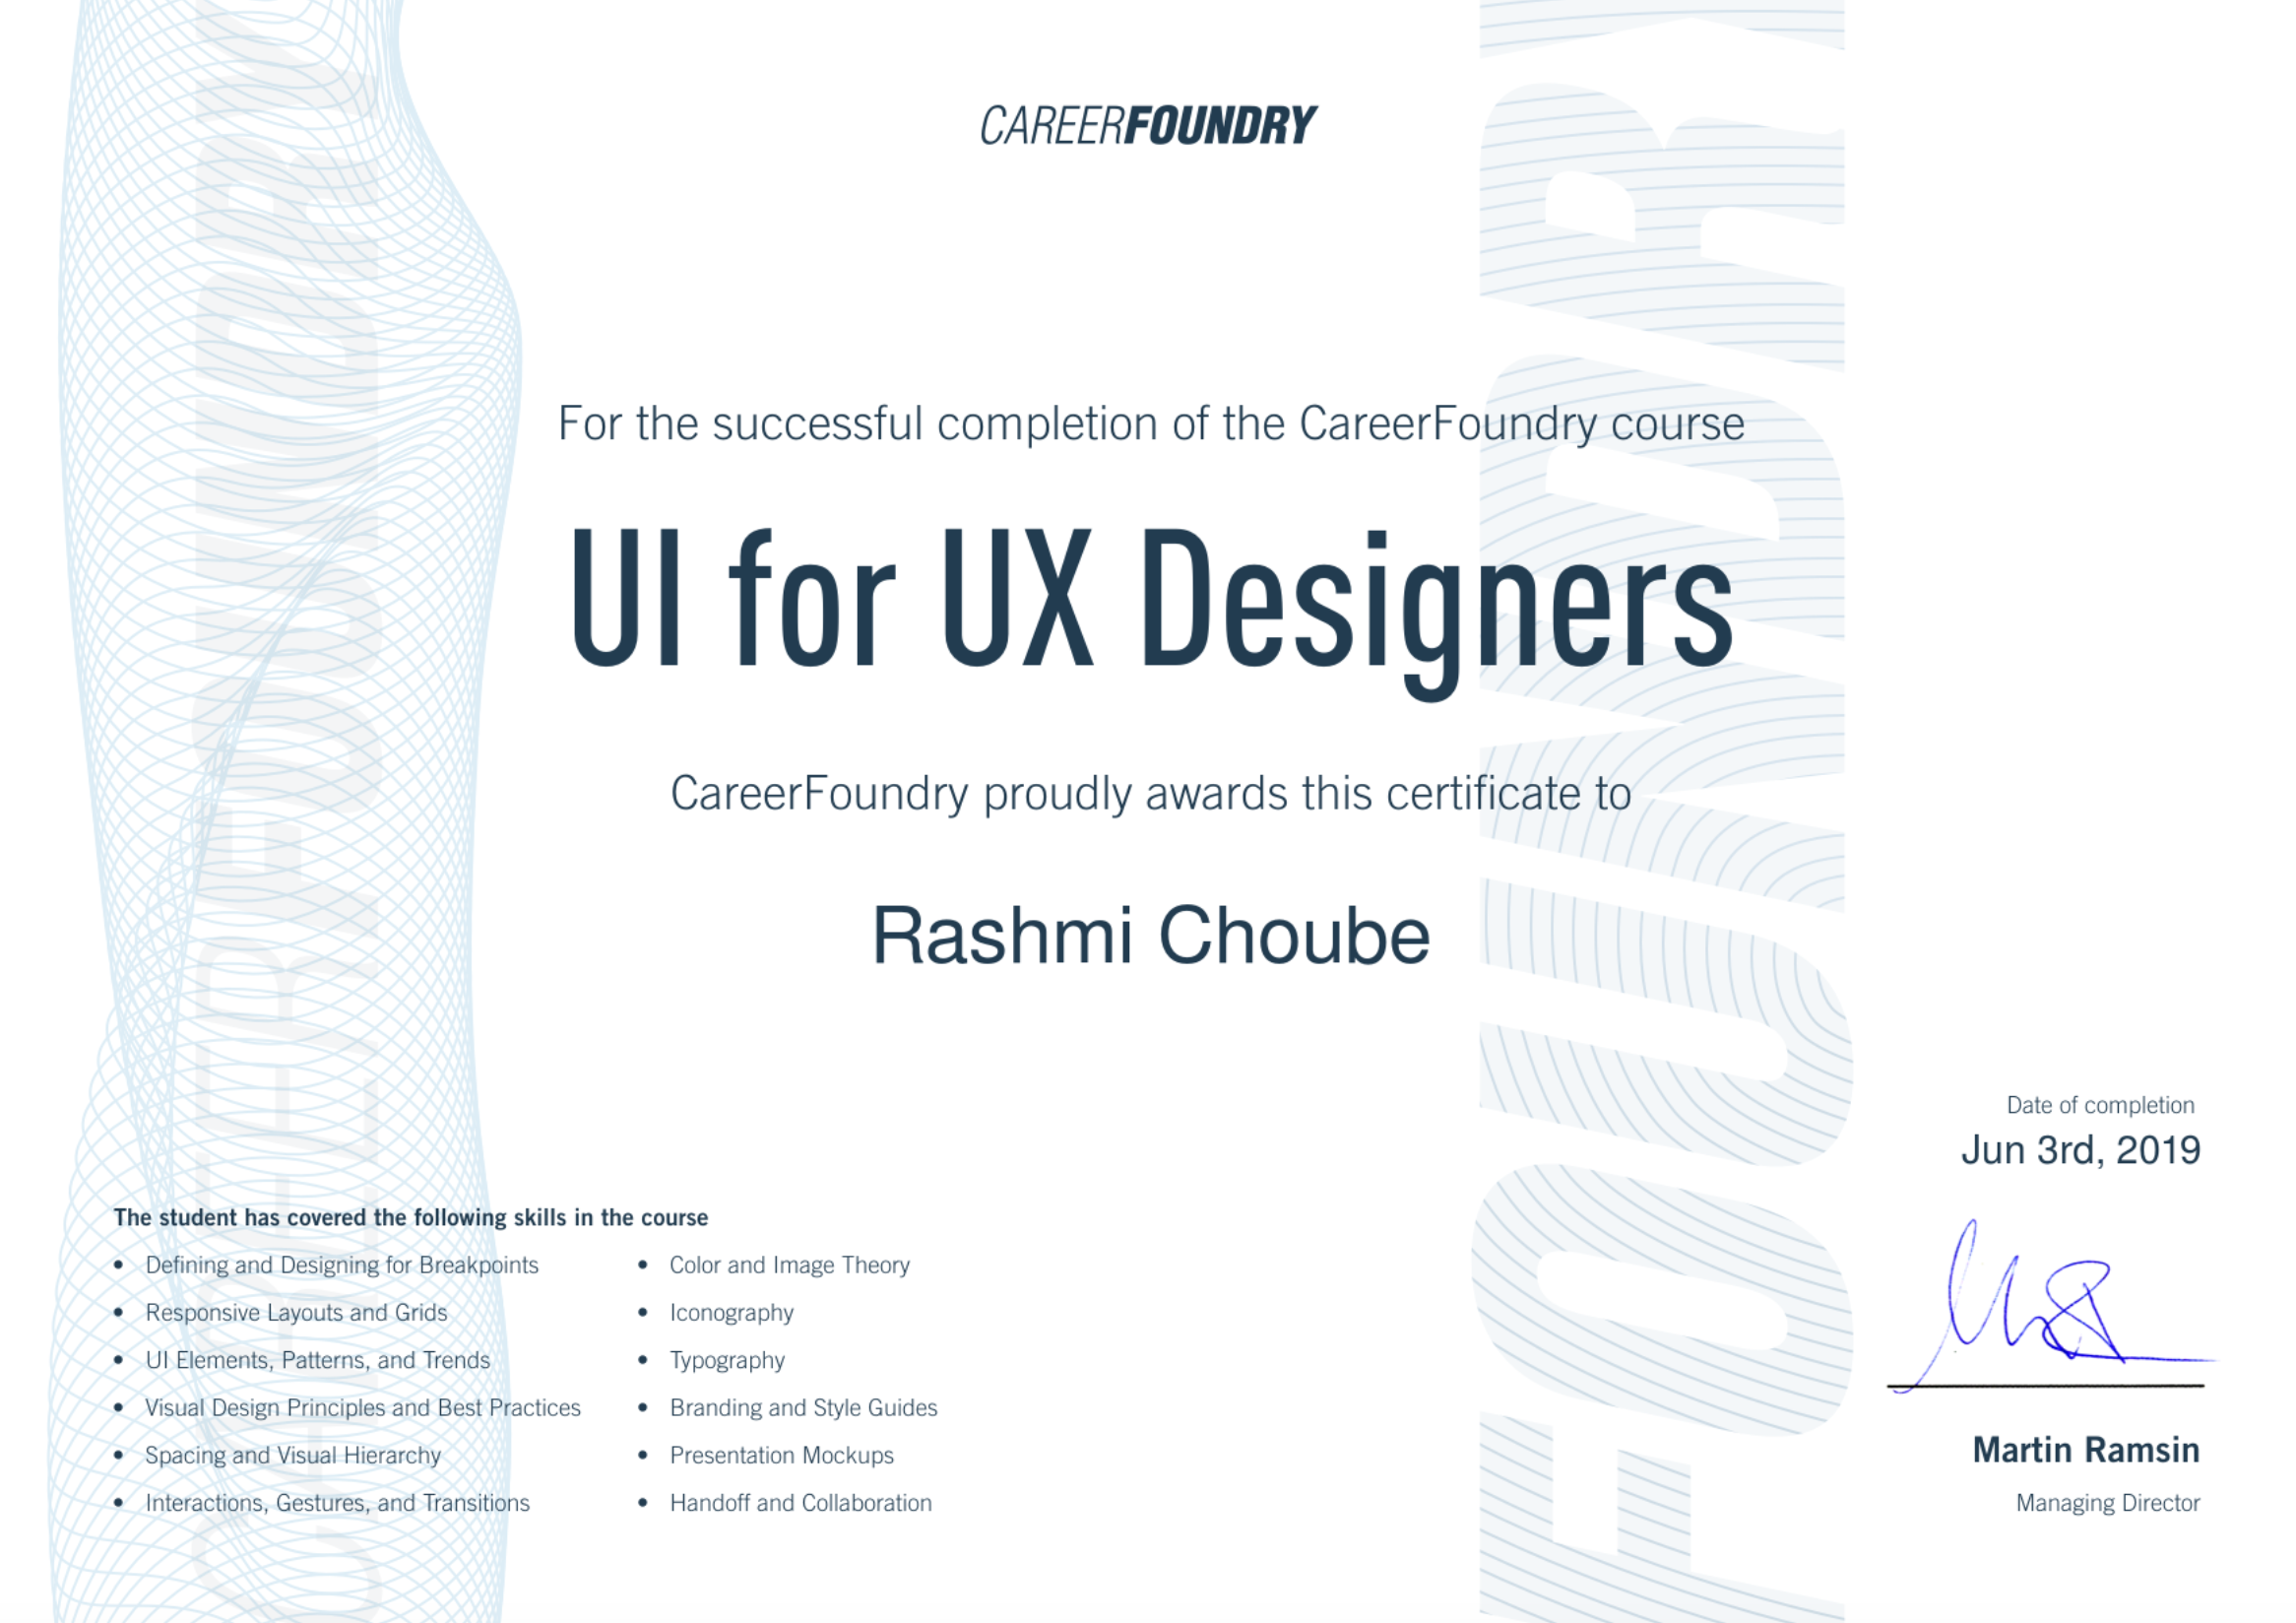 CAREERFOUNDRY
For the successful completion of the CareerFoundry course
UI for UX Designers
CareerFoundry proudly awards this certificate to
Rashmi Choube
Date of completion
Jun 3rd, 2019
The student has covered the following skills in the course
• Defining and Designing for Breakpoints
• Responsive Layouts and Grids
• UI Elements, Patterns, and Trends
• Visual Design Principles and Best Practices
• Spacing and Visual Hierarchy
• Interactions, Gestures, and Transitions
• Color and Image Theory
• Iconography
• Typography
• Branding and Style Guides
• Presentation Mockups
• Handoff and Collaboration
Martin Ramsin
Managing Director
CAREERFOUNDRY
FOUNDRY